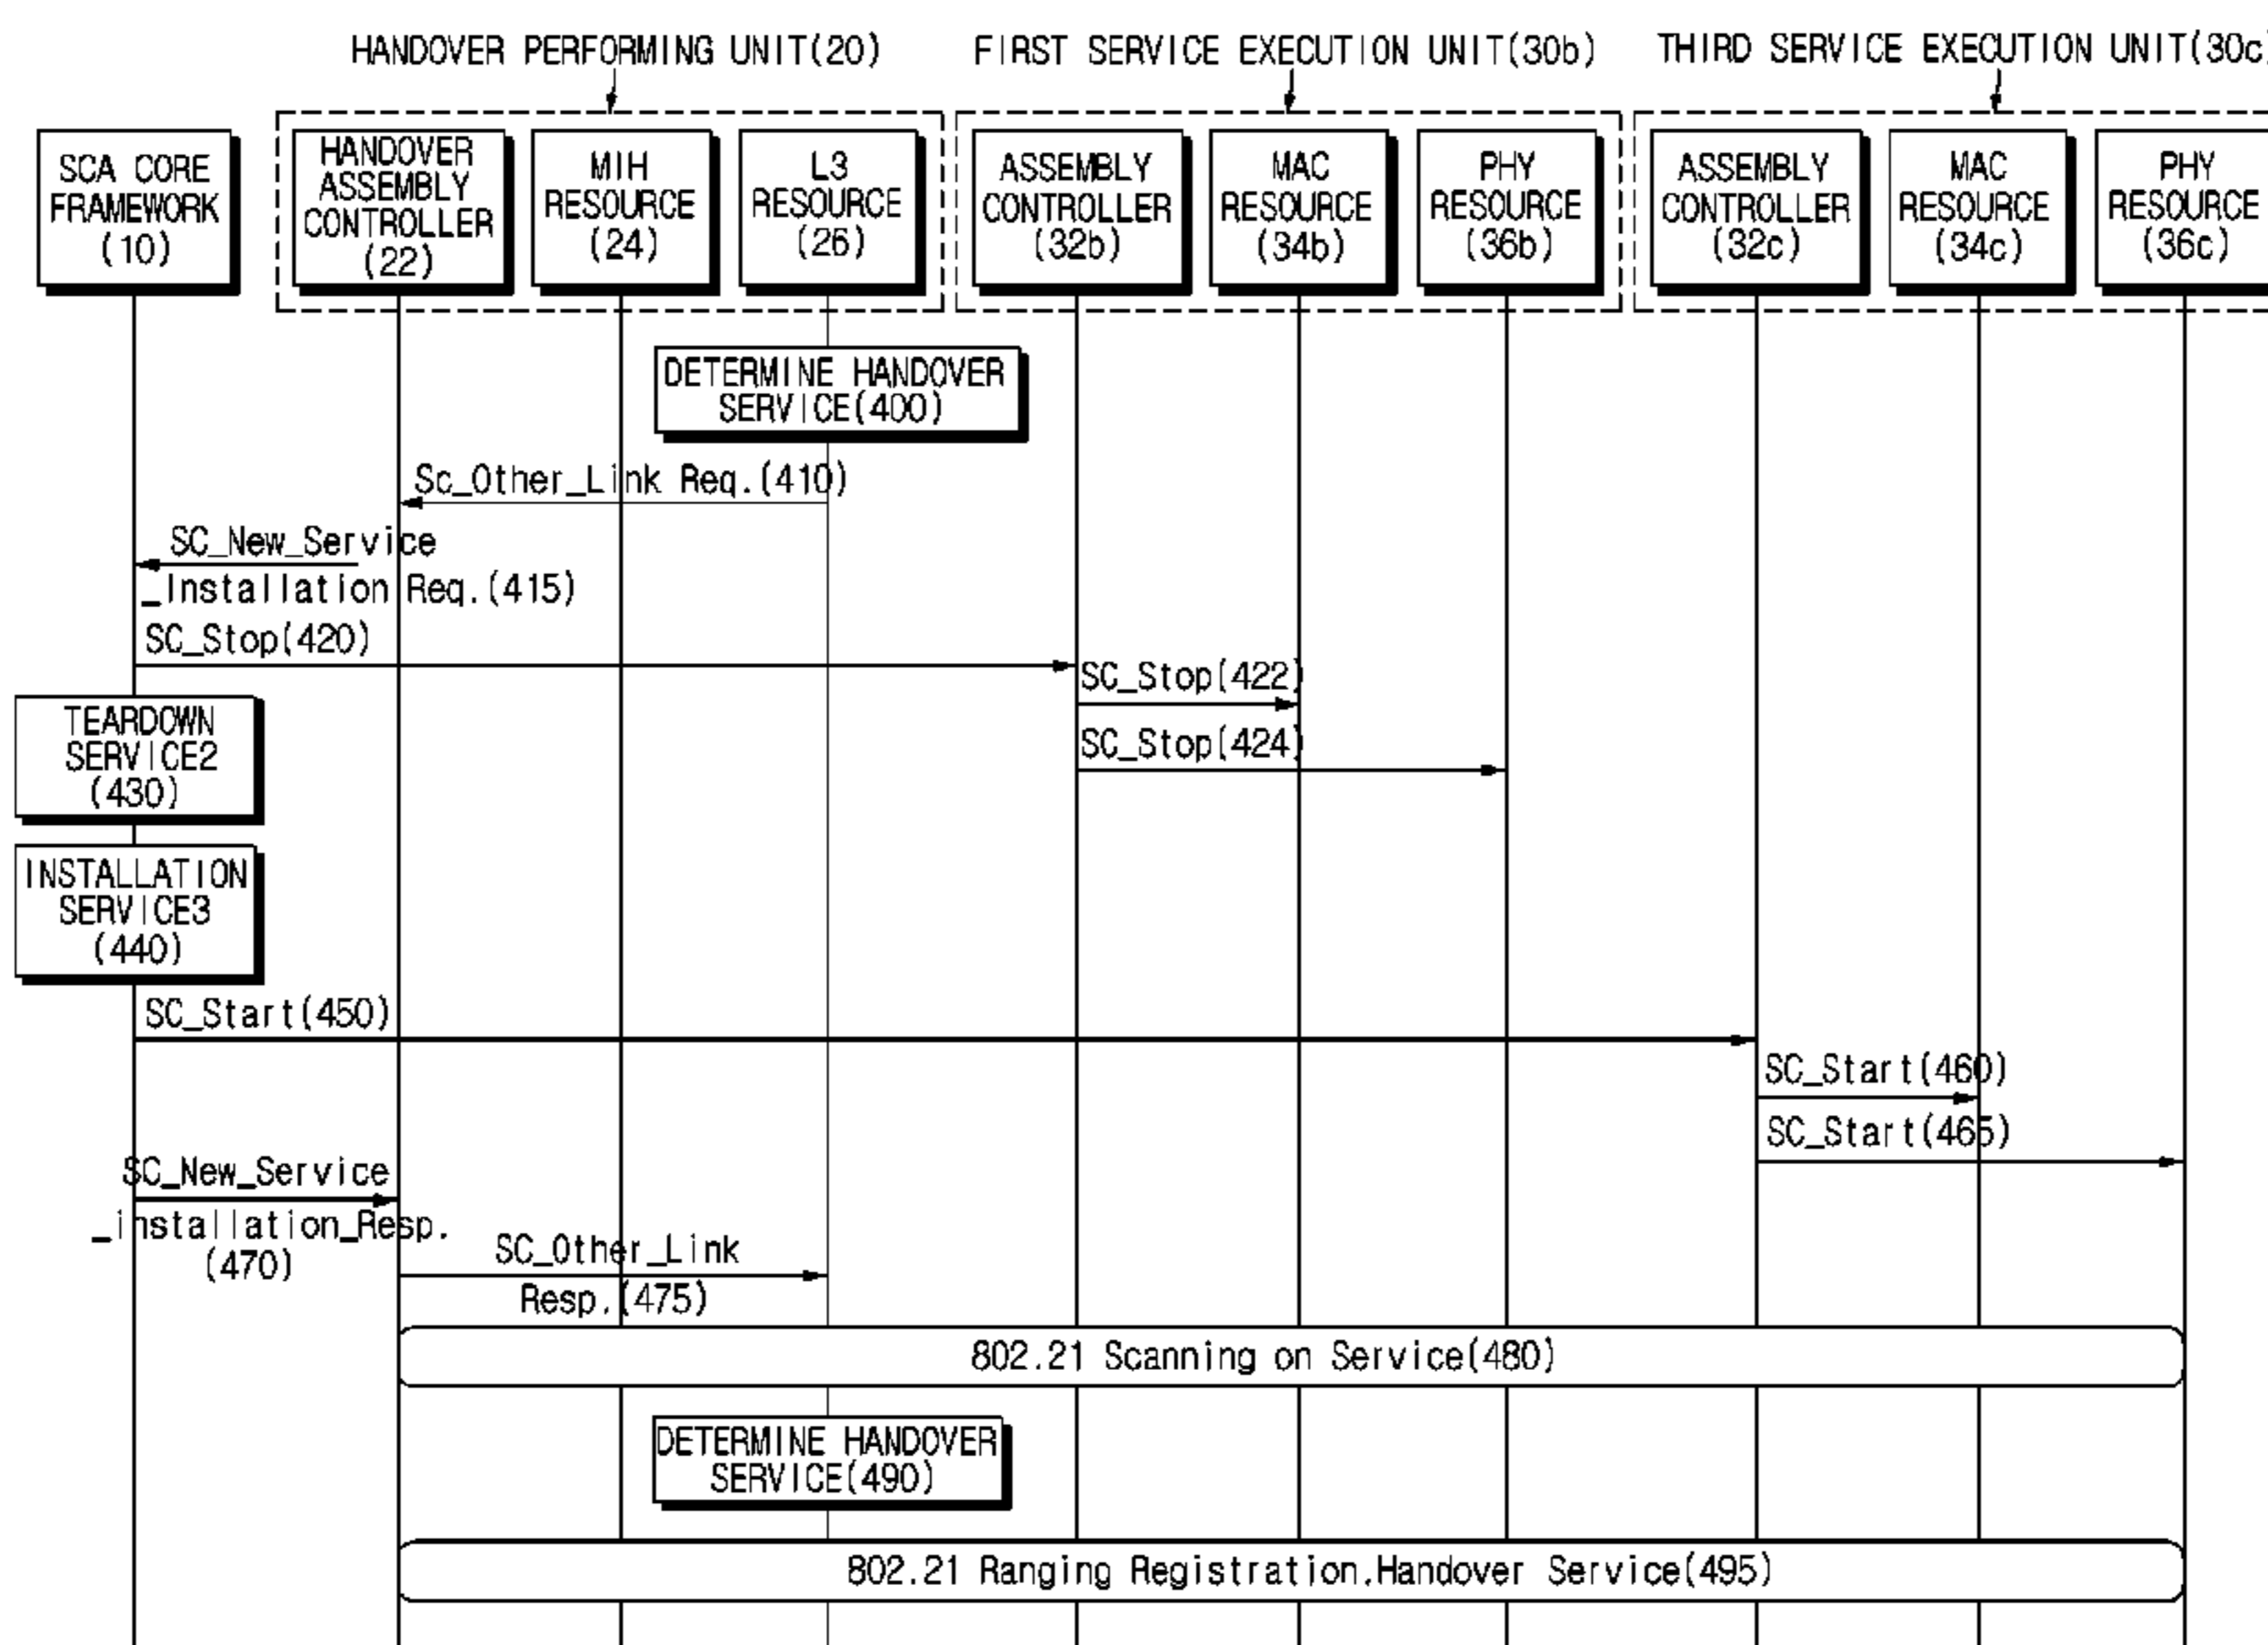 HANDOVER PERFORMING UNIT(20)
FIRST SERVICE EXECUTION UNIT(30b)
THIRD SERVICE EXECUTION UNIT(30c)
SCA CORE
FRAMEWORK
(10)
HANDOVER
ASSEMBLY
CONTROLLER
(22)
MIH
RESOURCE
(24)
L3
RESOURCE
(26)
ASSEMBLY
CONTROLLER
(32b)
MAC
RESOURCE
(34b)
PHY
RESOURCE
(36b)
ASSEMBLY
CONTROLLER
(32c)
MAC
RESOURCE
(34c)
PHY
RESOURCE
(36c)
DETERMINE HANDOVER
SERVICE(400)
Sc_Other_Link Req.(410)
SC_New_Service
_Installation Req.(415)
SC_Stop(420)
SC_Stop(422)
TEARDOWN
SERVICE2
(430)
SC_Stop(424)
INSTALLATION
SERVICE3
(440)
SC_Start(450)
SC_Start(460)
SC_Start(465)
SC_New_Service
_installation_Resp.
(470)
SC_Other_Link
Resp.(475)
802.21 Scanning on Service(480)
DETERMINE HANDOVER
SERVICE(490)
802.21 Ranging Registration.Handover Service(495)